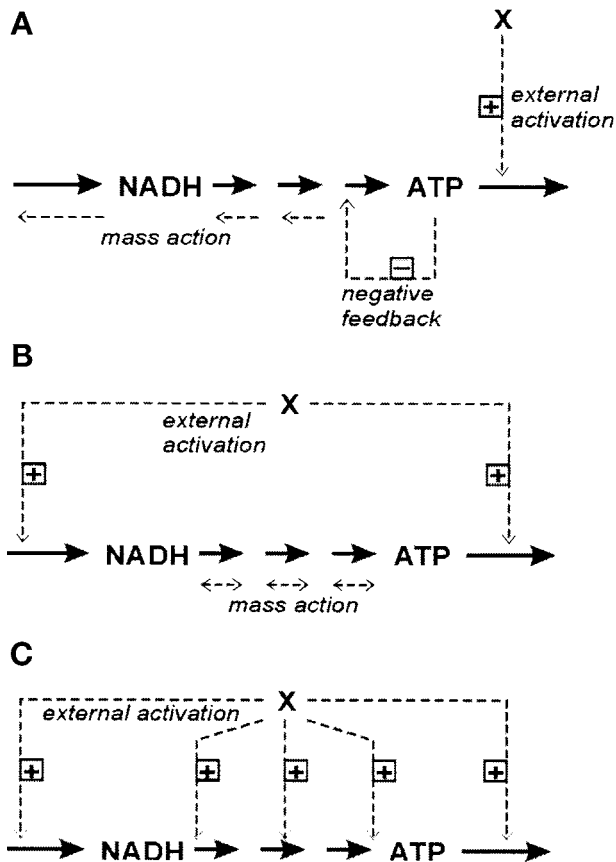 A
X
+
external
activation
NADH
ATP
mass action
−
negative
feedback
B
X
external
activation
+
+
NADH
ATP
mass action
C
X
external activation
+
+
+
+
+
NADH
ATP